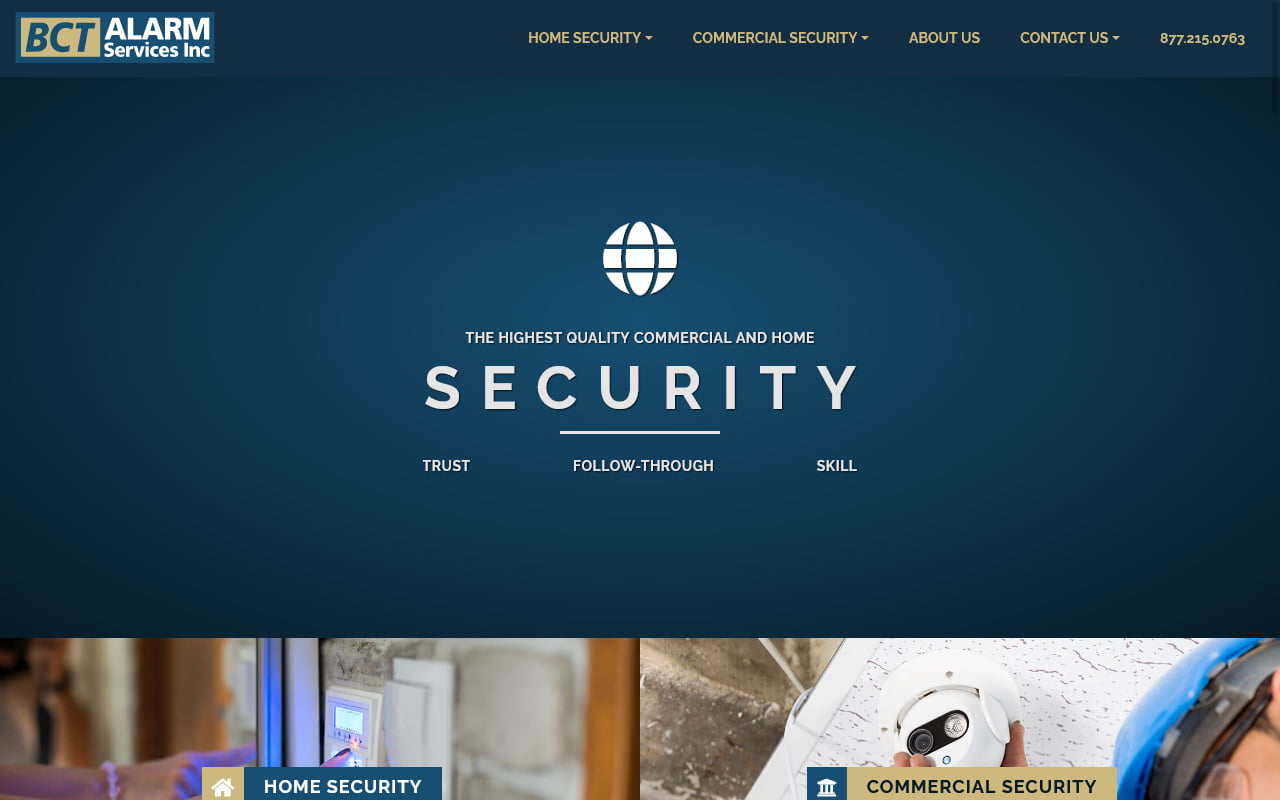 BCT ALARM
Services Inc
HOME SECURITY
COMMERCIAL SECURITY
ABOUT US
CONTACT US
877.215.0763
THE HIGHEST QUALITY COMMERCIAL AND HOME
SECURITY
TRUST
FOLLOW-THROUGH
SKILL
HOME SECURITY
COMMERCIAL SECURITY